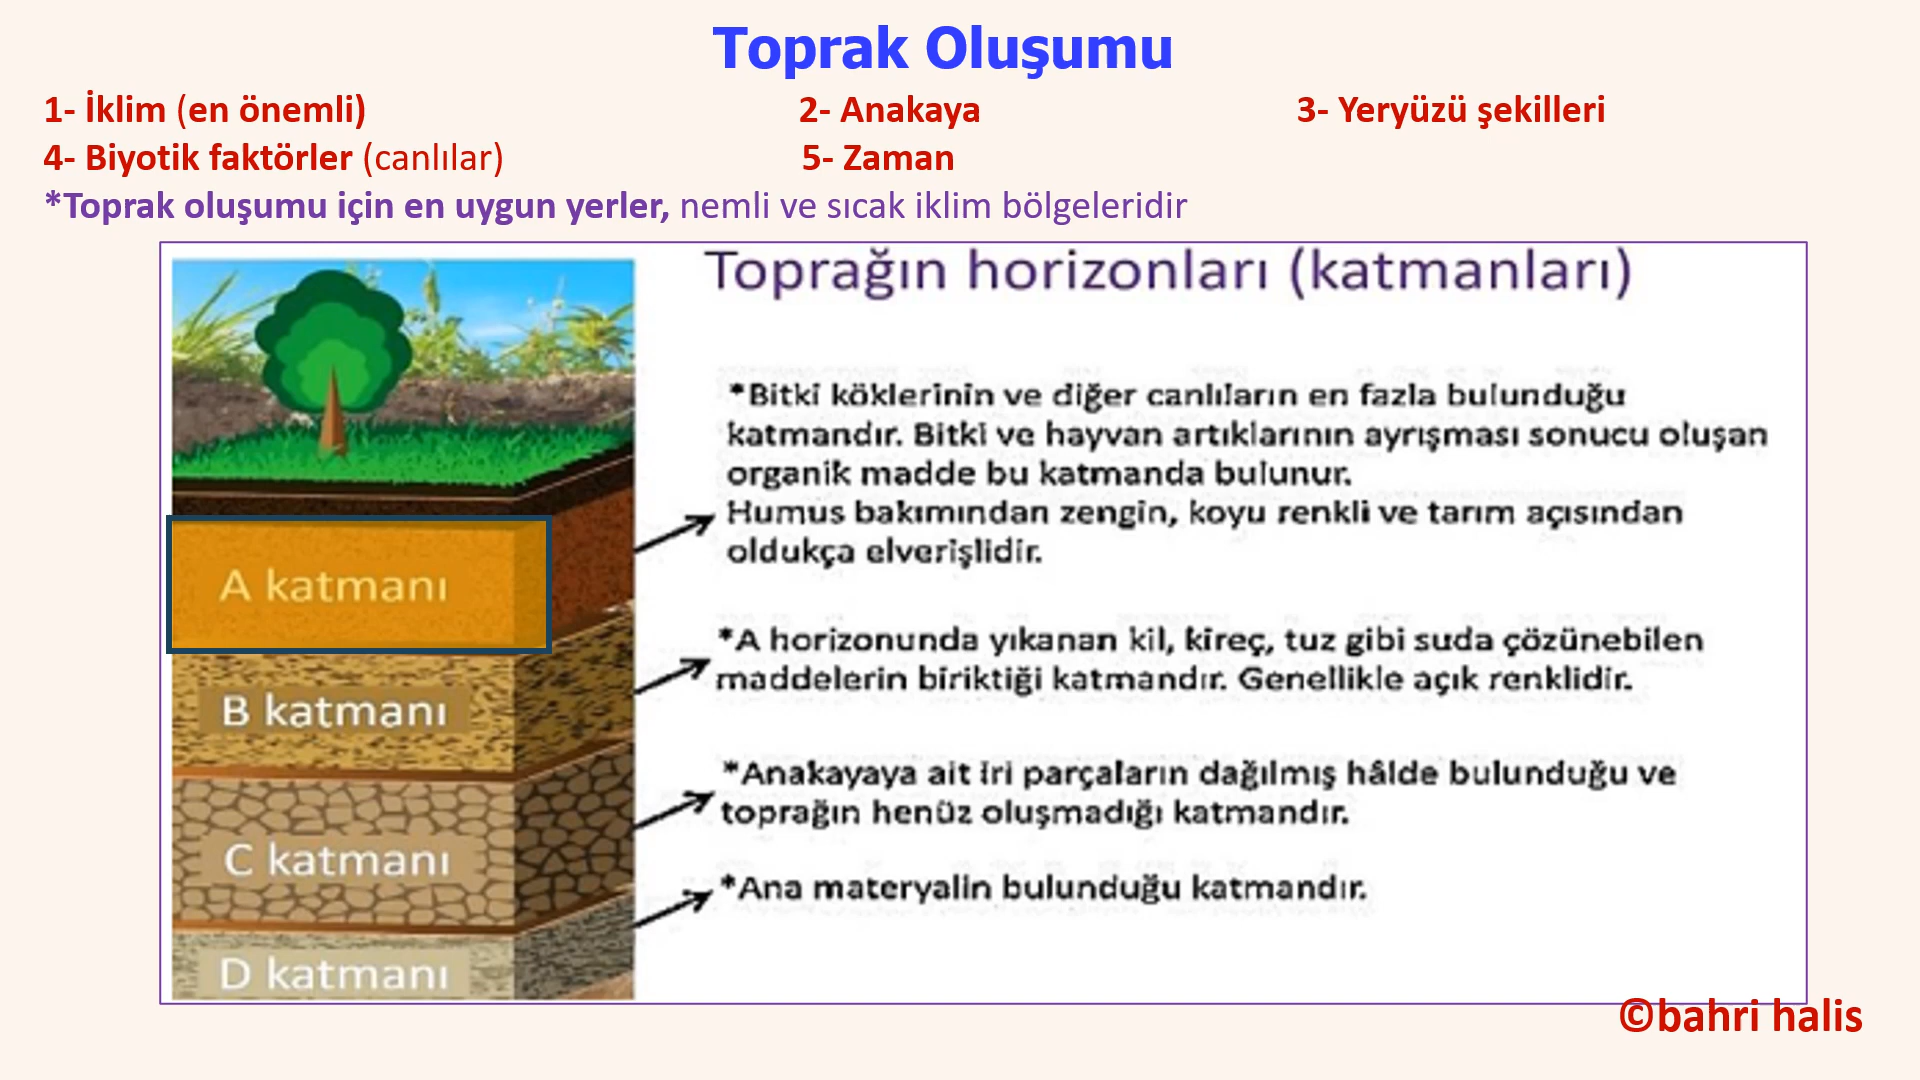 Toprak Oluşumu
1- İklim (en önemli) 2- Anakaya 3- Yeryüzü şekilleri
4- Biyotik faktörler (canlılar) 5- Zaman
*Toprak oluşumu için en uygun yerler, nemli ve sıcak iklim bölgeleridir
Toprağın horizonları (katmanları)
*Bitki köklerinin ve diğer canlıların en fazla bulunduğu
katmandır. Bitki ve hayvan artıklarının ayrışması sonucu oluşan
organik madde bu katmanda bulunur.
Humus bakımından zengin, koyu renkli ve tarım açısından
oldukça elverişlidir.
A katmanı
*A horizonunda yıkanan kil, kireç, tuz gibi suda çözünebilen
maddelerin biriktiği katmandır. Genellikle açık renklidir.
B katmanı
*Anakayaya ait iri parçaların dağılmış hâlde bulunduğu ve
toprağın henüz oluşmadığı katmandır.
C katmanı
*Ana materyalin bulunduğu katmandır.
D katmanı
©bahri halis